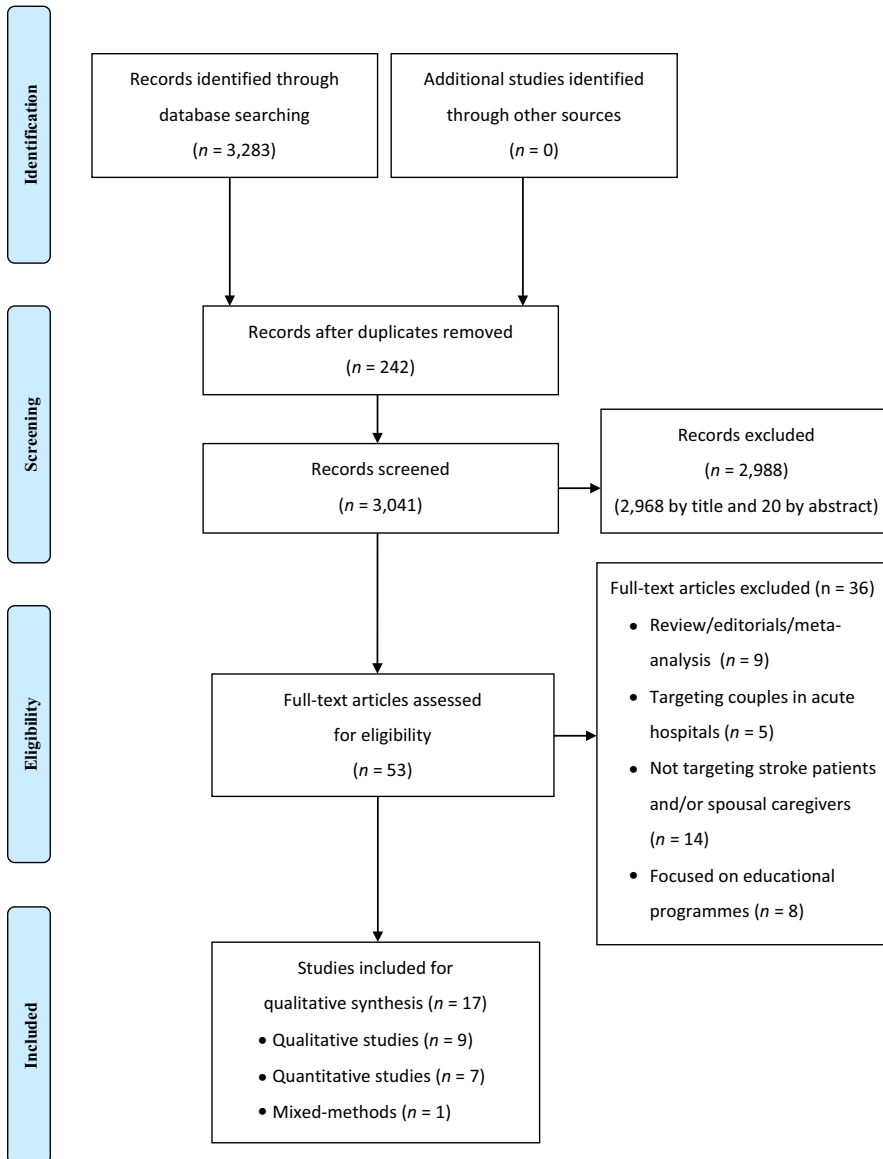 Identification
Records identified through
database searching
(n = 3,283)
Additional studies identified
through other sources
(n = 0)
Screening
Records after duplicates removed
(n = 242)
Records screened
(n = 3,041)
Records excluded
(n = 2,988)
(2,968 by title and 20 by abstract)
Eligibility
Full-text articles assessed
for eligibility
(n = 53)
Full-text articles excluded (n = 36)
• Review/editorials/meta-
analysis (n = 9)
• Targeting couples in acute
hospitals (n = 5)
• Not targeting stroke patients
and/or spousal caregivers
(n = 14)
• Focused on educational
programmes (n = 8)
Included
Studies included for
qualitative synthesis (n = 17)
• Qualitative studies (n = 9)
• Quantitative studies (n = 7)
• Mixed-methods (n = 1)